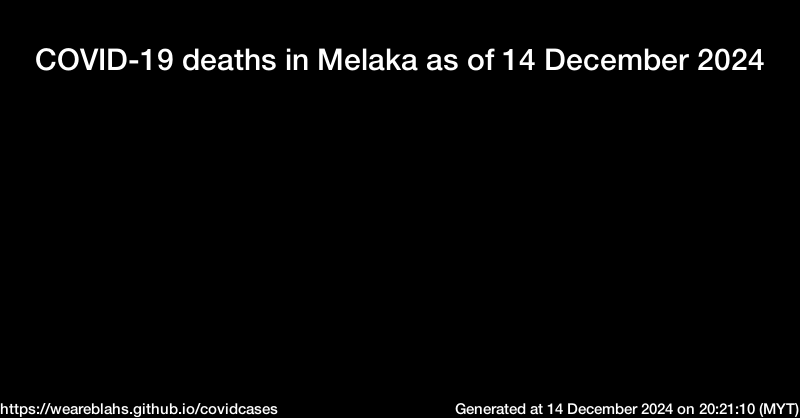 COVID-19 deaths in Melaka as of 14 December 2024
https://weareblahs.github.io/covidcases
Generated at 14 December 2024 on 20:21:10 (MYT)